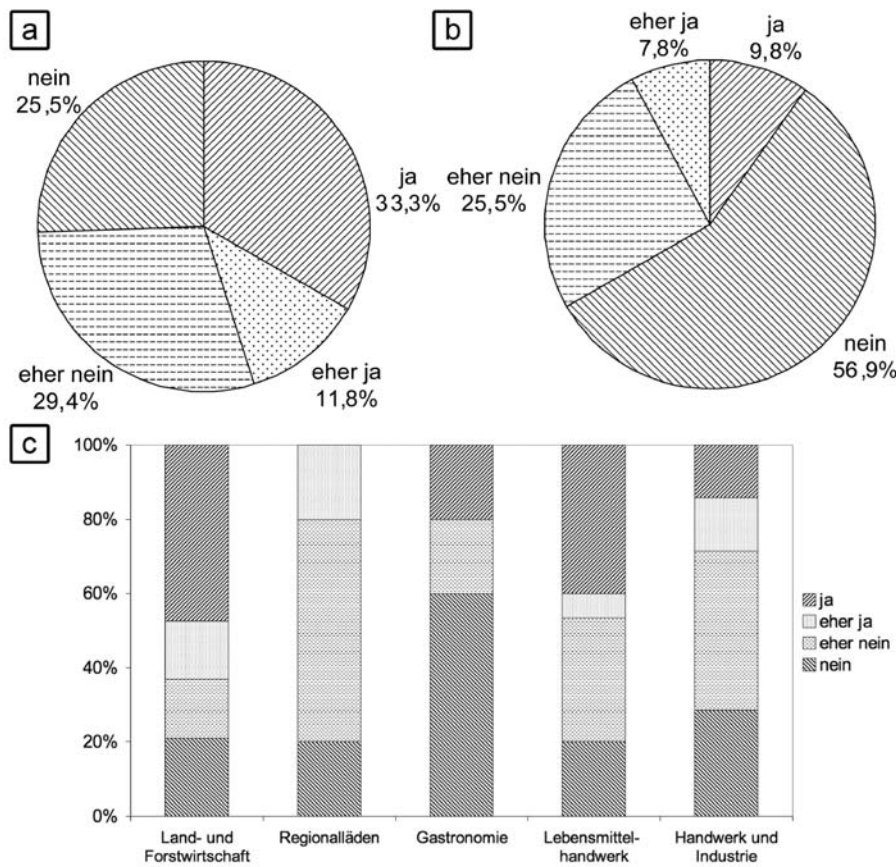 a
nein
25,5%
ja
33,3%
eher nein
29,4%
eher ja
11,8%
b
eher ja
7,8%
ja
9,8%
eher nein
25,5%
nein
56,9%
c
100%
80%
60%
40%
20%
0%
Land- und
Forstwirtschaft
Regionalläden
Gastronomie
Lebensmittel-
handwerk
Handwerk und
Industrie
ja
eher ja
eher nein
nein